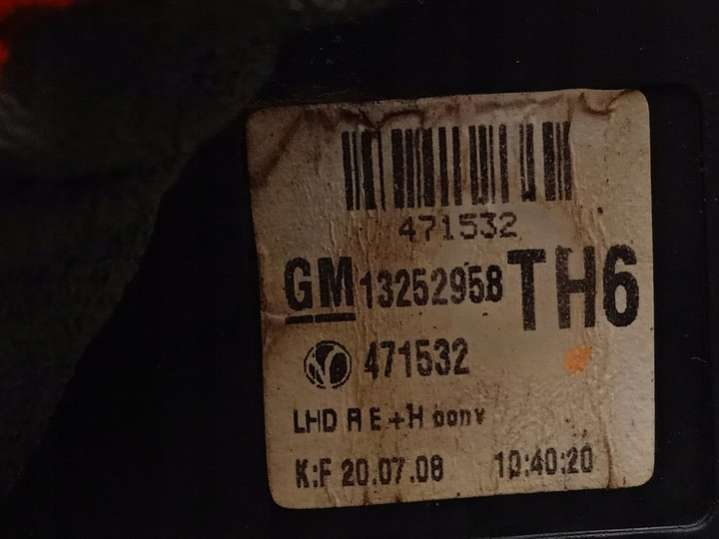 471532
GM 13252958 TH6
471532
LHD R E+H conv
K:F 20.07.08 10:40:20